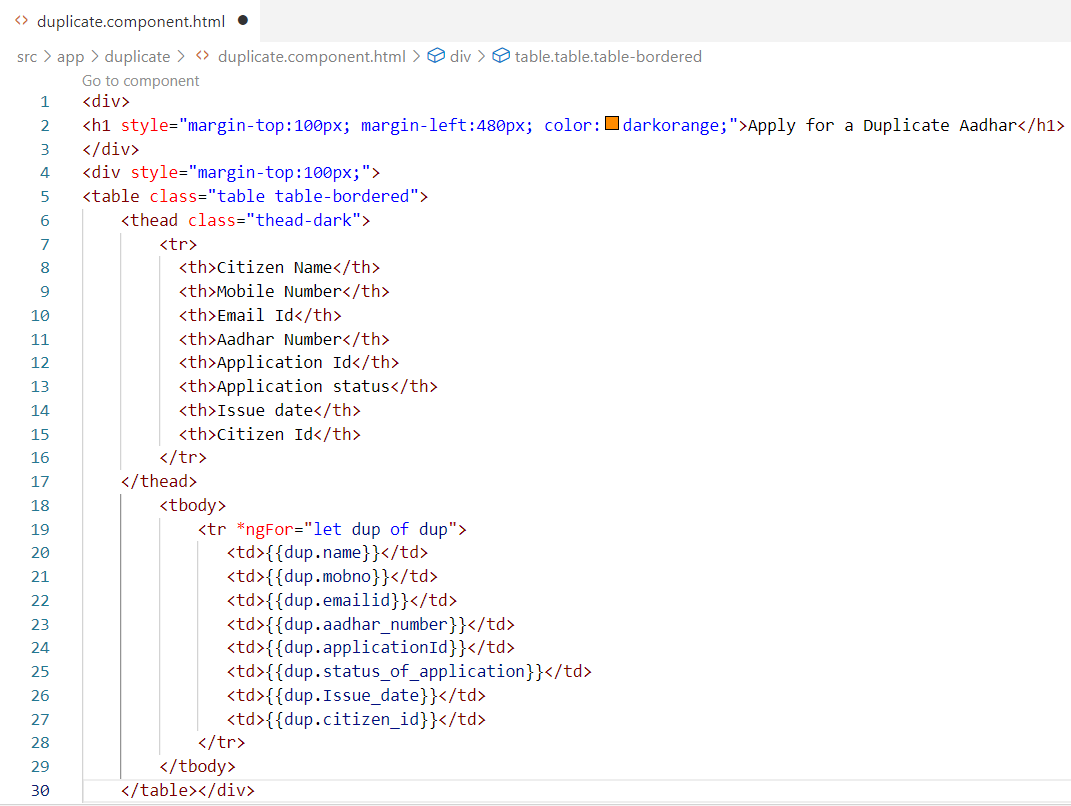 <> duplicate.component.html ●
src > app > duplicate > <> duplicate.component.html > div > table.table.table-bordered
Go to component
1 <div>
2 <h1 style="margin-top:100px; margin-left:480px; color:darkorange;">Apply for a Duplicate Aadhar</h1>
3 </div>
4 <div style="margin-top:100px;">
5 <table class="table table-bordered">
6     <thead class="thead-dark">
7         <tr>
8           <th>Citizen Name</th>
9           <th>Mobile Number</th>
10           <th>Email Id</th>
11           <th>Aadhar Number</th>
12           <th>Application Id</th>
13           <th>Application status</th>
14           <th>Issue date</th>
15           <th>Citizen Id</th>
16         </tr>
17     </thead>
18         <tbody>
19             <tr *ngFor="let dup of dup">
20                <td>{{dup.name}}</td>
21                <td>{{dup.mobno}}</td>
22                <td>{{dup.emailid}}</td>
23                <td>{{dup.aadhar_number}}</td>
24                <td>{{dup.applicationId}}</td>
25                <td>{{dup.status_of_application}}</td>
26                <td>{{dup.Issue_date}}</td>
27                <td>{{dup.citizen_id}}</td>
28             </tr>
29         </tbody>
30     </table></div>